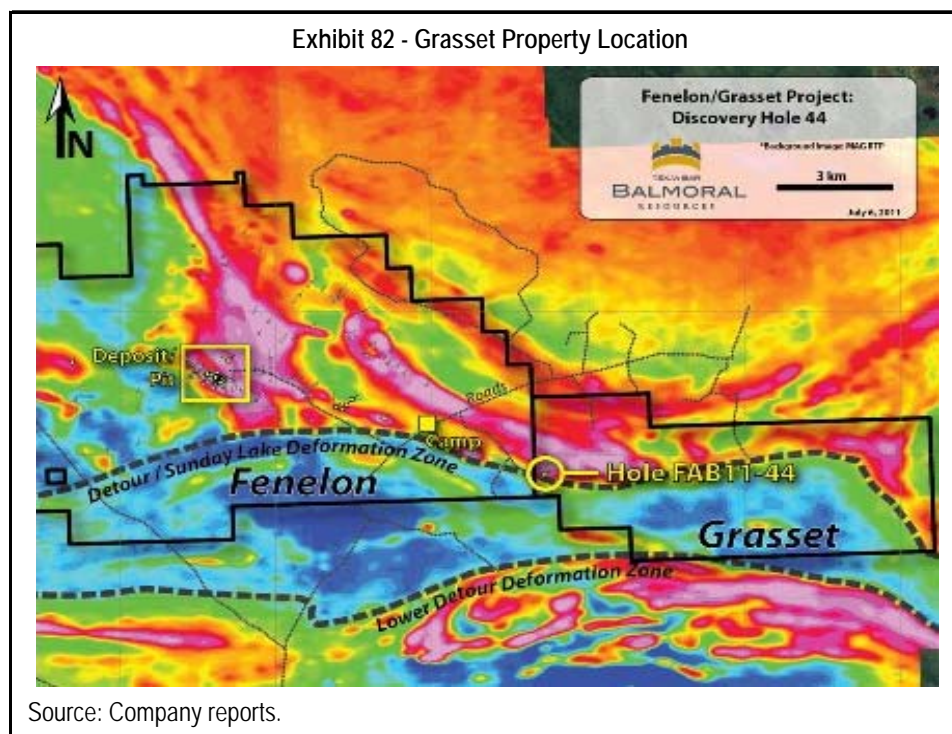 Exhibit 82 - Grasset Property Location
N
Fenelon/Grasset Project:
Discovery Hole 44
*Background Image: MAG RTP
BALMORAL
RESOURCES
3 km
July 6, 2011
Deposit/
Pit
Roads
Camp
Detour / Sunday Lake Deformation Zone
Fenelon
Hole FAB11-44
Grasset
Lower Detour Deformation Zone
Source: Company reports.